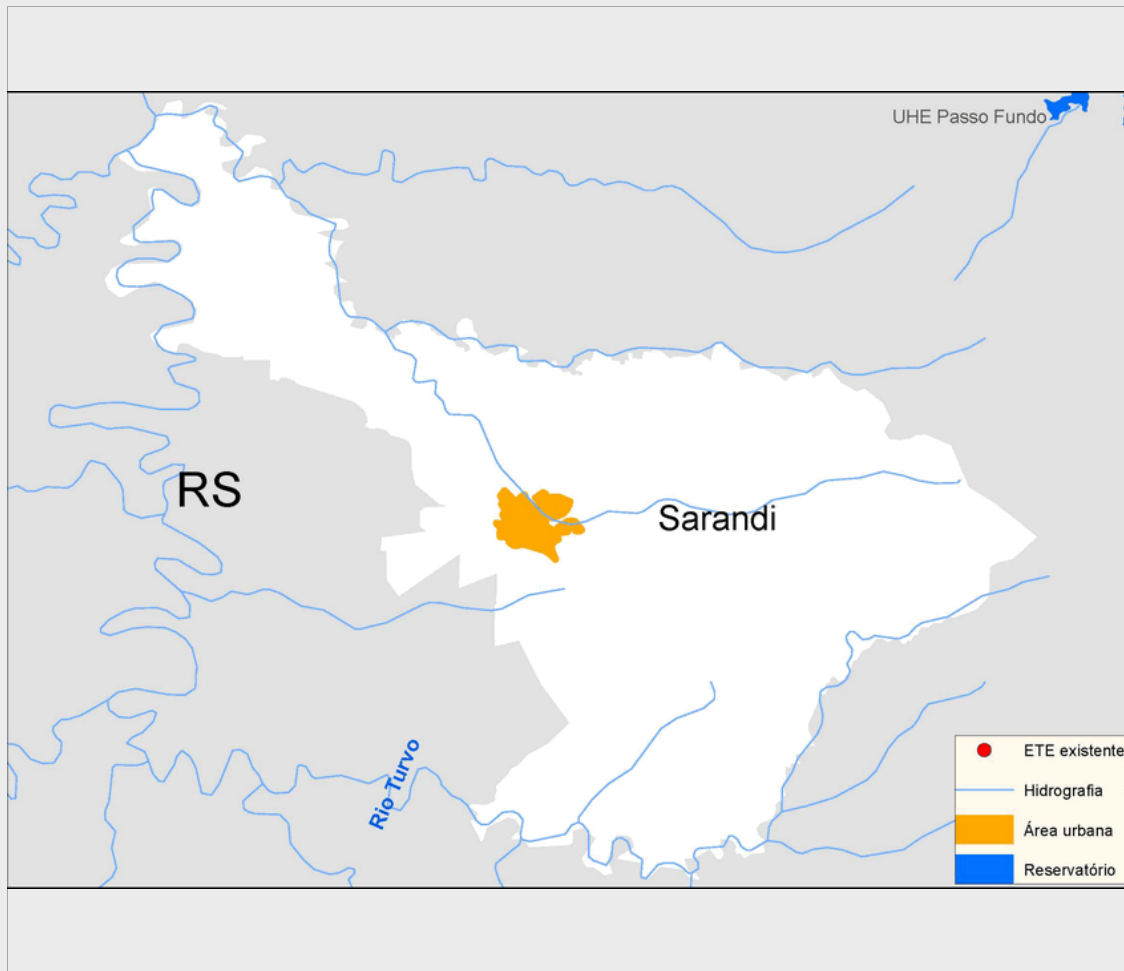 UHE Passo Fundo
RS
Sarandi
Rio Turvo
ETE existente
Hidrografia
Área urbana
Reservatório